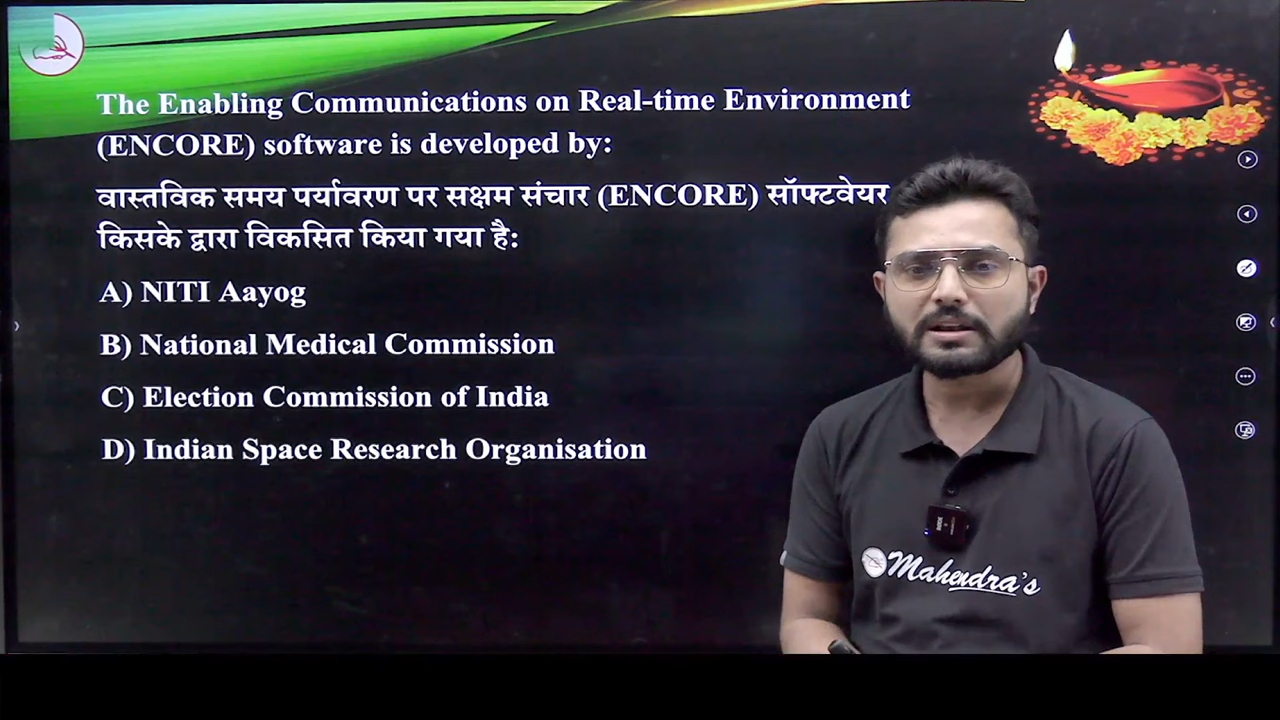 The Enabling Communications on Real-time Environment
(ENCORE) software is developed by:
वास्तविक समय पर्यावरण पर सक्षम संचार (ENCORE) सॉफ्टवेयर
किसके द्वारा विकसित किया गया है:
A) NITI Aayog
B) National Medical Commission
C) Election Commission of India
D) Indian Space Research Organisation
Mahendra's